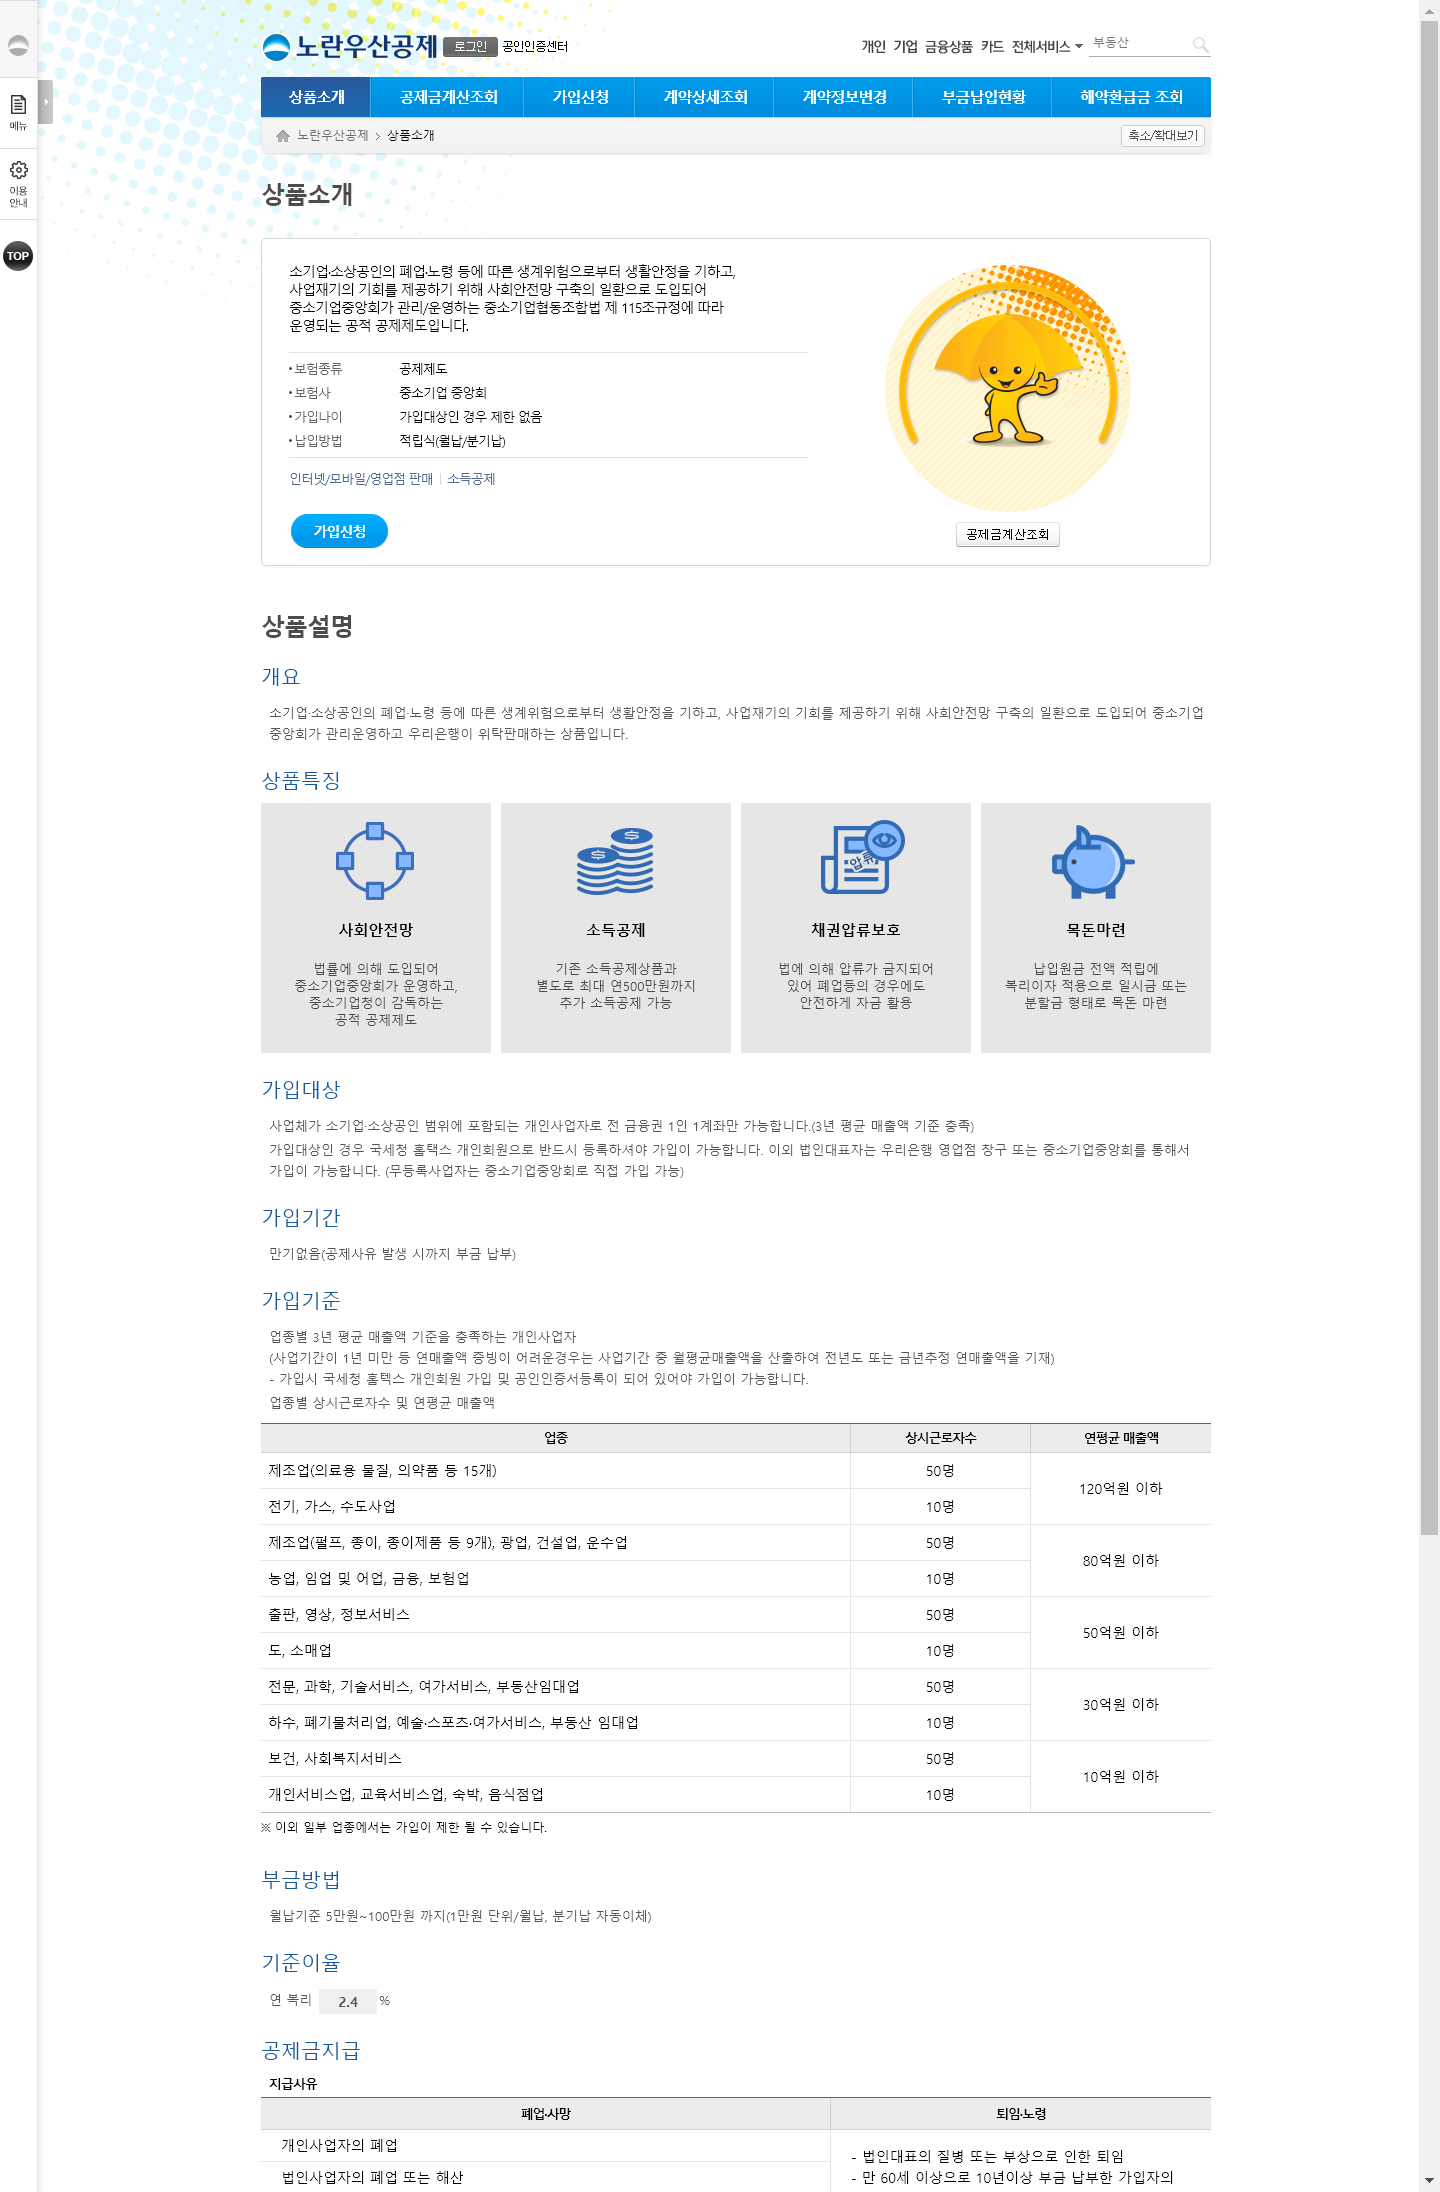 노란우산공제 로그인 공인인증센터
개인 기업 금융상품 카드 전체서비스 부동산
상품소개 공제금계산조회 가입신청 계약상세조회 계약정보변경 부금납입현황 해약환급금 조회
노란우산공제 > 상품소개
축소/확대보기
메뉴
이용
안내
TOP
상품소개
소기업·소상공인의 폐업·노령 등에 따른 생계위험으로부터 생활안정을 기하고,
사업재기의 기회를 제공하기 위해 사회안전망 구축의 일환으로 도입되어
중소기업중앙회가 관리/운영하는 중소기업협동조합법 제 115조규정에 따라
운영되는 공적 공제제도입니다.
• 보험종류 공제제도
• 보험사 중소기업 중앙회
• 가입나이 가입대상인 경우 제한 없음
• 납입방법 적립식(월납/분기납)
인터넷/모바일/영업점 판매 | 소득공제
가입신청
공제금계산조회
상품설명
개요
소기업·소상공인의 폐업·노령 등에 따른 생계위험으로부터 생활안정을 기하고, 사업재기의 기회를 제공하기 위해 사회안전망 구축의 일환으로 도입되어 중소기업
중앙회가 관리운영하고 우리은행이 위탁판매하는 상품입니다.
상품특징
압류
사회안전망
법률에 의해 도입되어
중소기업중앙회가 운영하고,
중소기업청이 감독하는
공적 공제제도
소득공제
기존 소득공제상품과
별도로 최대 연500만원까지
추가 소득공제 가능
채권압류보호
법에 의해 압류가 금지되어
있어 폐업등의 경우에도
안전하게 자금 활용
목돈마련
납입원금 전액 적립에
복리이자 적용으로 일시금 또는
분할금 형태로 목돈 마련
가입대상
사업체가 소기업·소상공인 범위에 포함되는 개인사업자로 전 금융권 1인 1계좌만 가능합니다.(3년 평균 매출액 기준 충족)
가입대상인 경우 국세청 홈택스 개인회원으로 반드시 등록하셔야 가입이 가능합니다. 이외 법인대표자는 우리은행 영업점 창구 또는 중소기업중앙회를 통해서
가입이 가능합니다. (무등록사업자는 중소기업중앙회로 직접 가입 가능)
가입기간
만기없음(공제사유 발생 시까지 부금 납부)
가입기준
업종별 3년 평균 매출액 기준을 충족하는 개인사업자
(사업기간이 1년 미만 등 연매출액 증빙이 어려운경우는 사업기간 중 월평균매출액을 산출하여 전년도 또는 금년추정 연매출액을 기재)
- 가입시 국세청 홈텍스 개인회원 가입 및 공인인증서등록이 되어 있어야 가입이 가능합니다.
업종별 상시근로자수 및 연평균 매출액
업종 상시근로자수 연평균 매출액
제조업(의료용 물질, 의약품 등 15개) 50명 120억원 이하
전기, 가스, 수도사업 10명
제조업(펄프, 종이, 종이제품 등 9개), 광업, 건설업, 운수업 50명 80억원 이하
농업, 임업 및 어업, 금융, 보험업 10명
출판, 영상, 정보서비스 50명 50억원 이하
도, 소매업 10명
전문, 과학, 기술서비스, 여가서비스, 부동산임대업 50명 30억원 이하
하수, 폐기물처리업, 예술·스포츠·여가서비스, 부동산 임대업 10명
보건, 사회복지서비스 50명 10억원 이하
개인서비스업, 교육서비스업, 숙박, 음식점업 10명
※ 이외 일부 업종에서는 가입이 제한 될 수 있습니다.
부금방법
월납기준 5만원~100만원 까지(1만원 단위/월납, 분기납 자동이체)
기준이율
연 복리 2.4 %
공제금지급
지급사유
폐업·사망 퇴임·노령
개인사업자의 폐업
법인사업자의 폐업 또는 해산
- 법인대표의 질병 또는 부상으로 인한 퇴임
- 만 60세 이상으로 10년이상 부금 납부한 가입자의